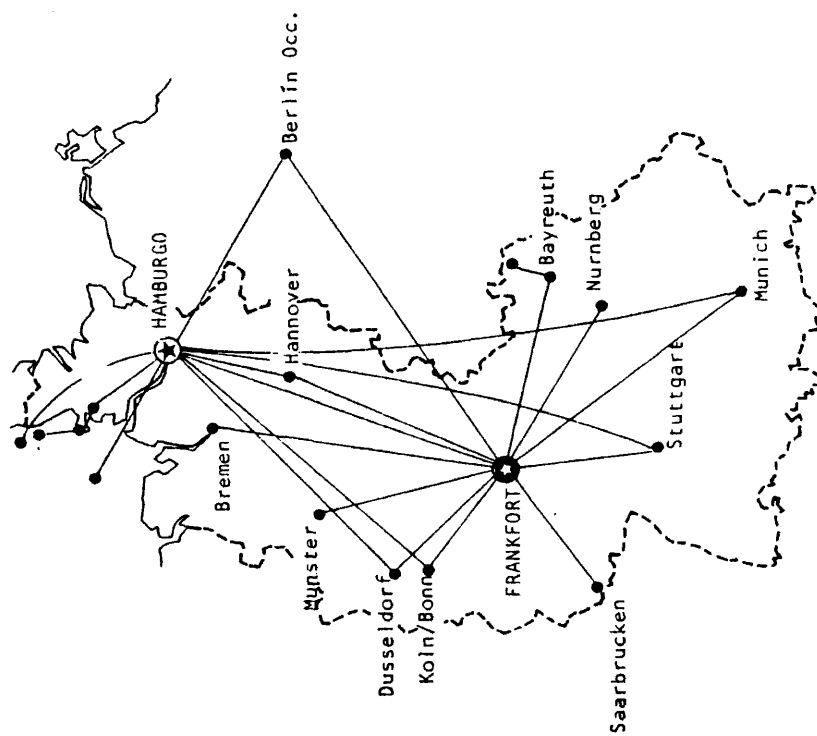 HAMBURGO
Berlin Occ.
Hannover
Bremen
Munster
Dusseldorf
Koln/Bonn
FRANKFORT
Bayreuth
Nurnberg
Saarbrucken
Stuttgart
Munich